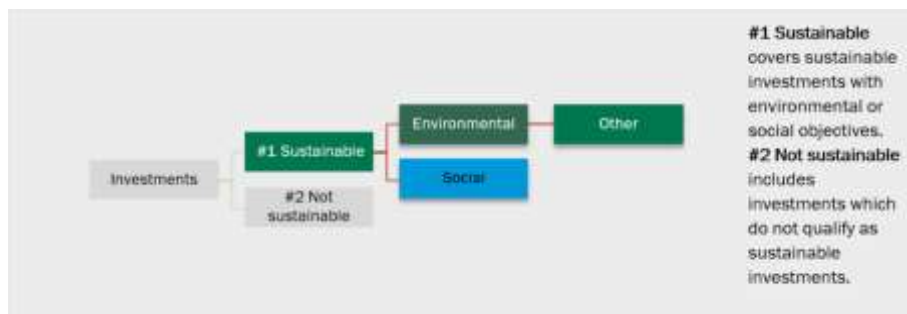 Investments
#1 Sustainable
#2 Not
sustainable
Environmental
Social
Other
#1 Sustainable
covers sustainable
investments with
environmental or
social objectives.
#2 Not sustainable
includes
investments which
do not qualify as
sustainable
investments.